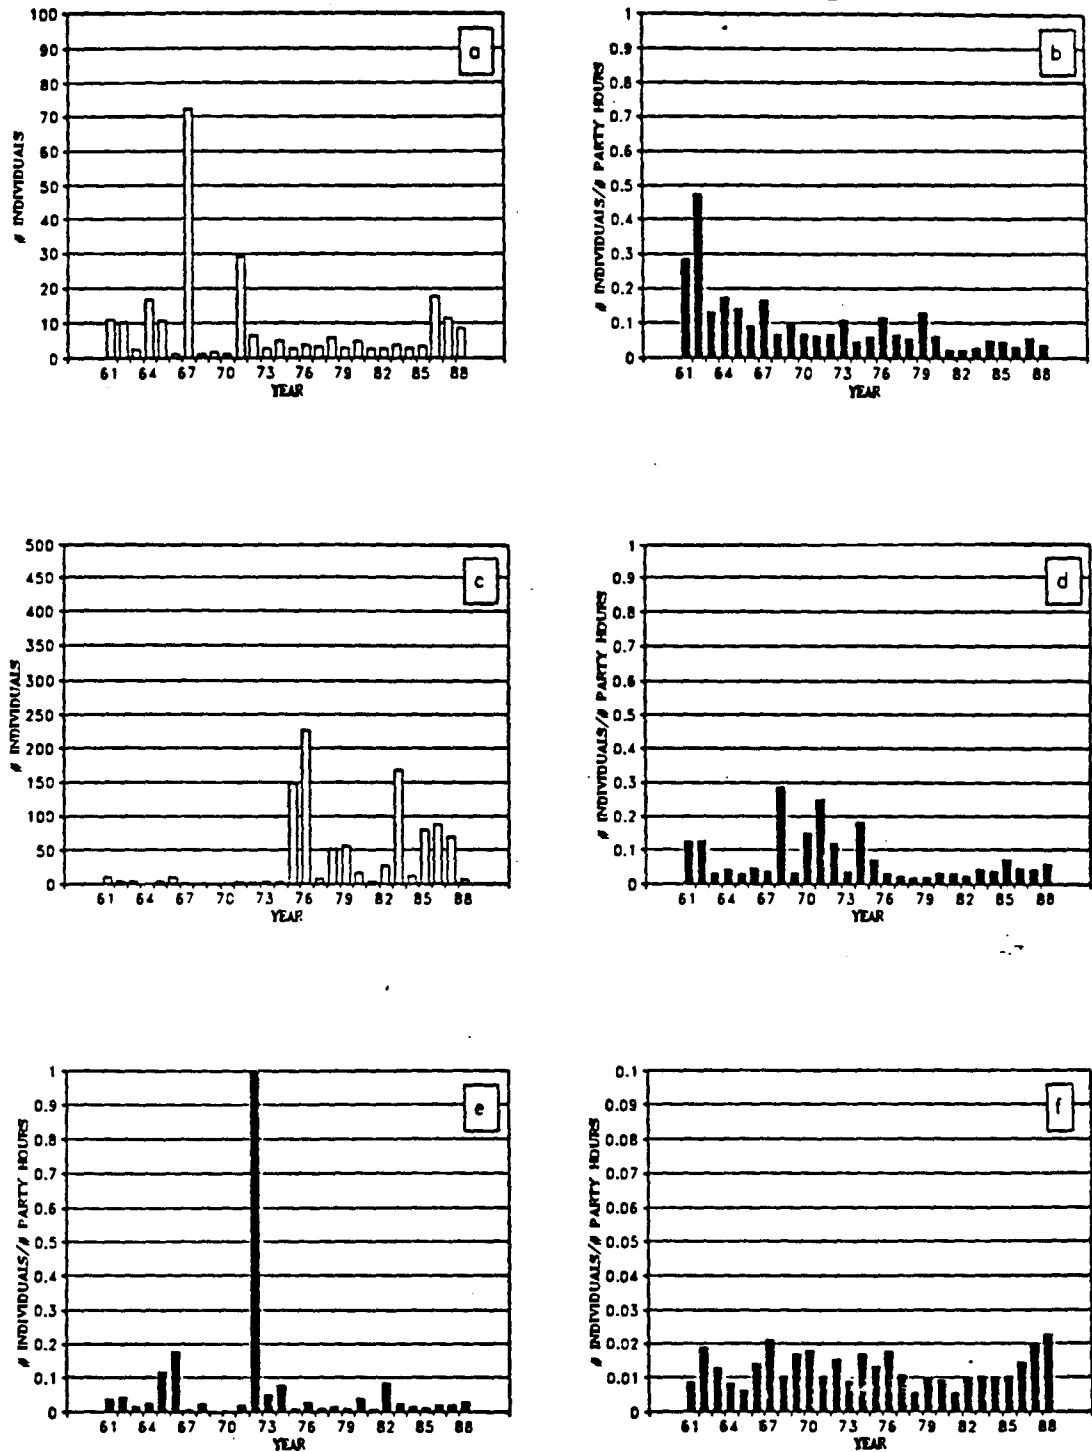 a
100
90
80
70
60
50
40
30
20
10
0
# INDIVIDUALS
61 64 67 70 73 76 79 82 85 88
YEAR
b
1
0.9
0.8
0.7
0.6
0.5
0.4
0.3
0.2
0.1
0
# INDIVIDUALS/# PARTY HOURS
61 64 67 70 73 76 79 82 85 88
YEAR
c
500
450
400
350
300
250
200
150
100
50
0
# INDIVIDUALS
61 64 67 70 73 76 79 82 85 88
YEAR
d
1
0.9
0.8
0.7
0.6
0.5
0.4
0.3
0.2
0.1
0
# INDIVIDUALS/# PARTY HOURS
61 64 67 70 73 76 79 82 85 88
YEAR
e
1
0.9
0.8
0.7
0.6
0.5
0.4
0.3
0.2
0.1
0
# INDIVIDUALS/# PARTY HOURS
61 64 67 70 73 76 79 82 85 88
YEAR
f
0.1
0.09
0.08
0.07
0.06
0.05
0.04
0.03
0.02
0.01
0
# INDIVIDUALS/# PARTY HOURS
61 64 67 70 73 76 79 82 85 88
YEAR